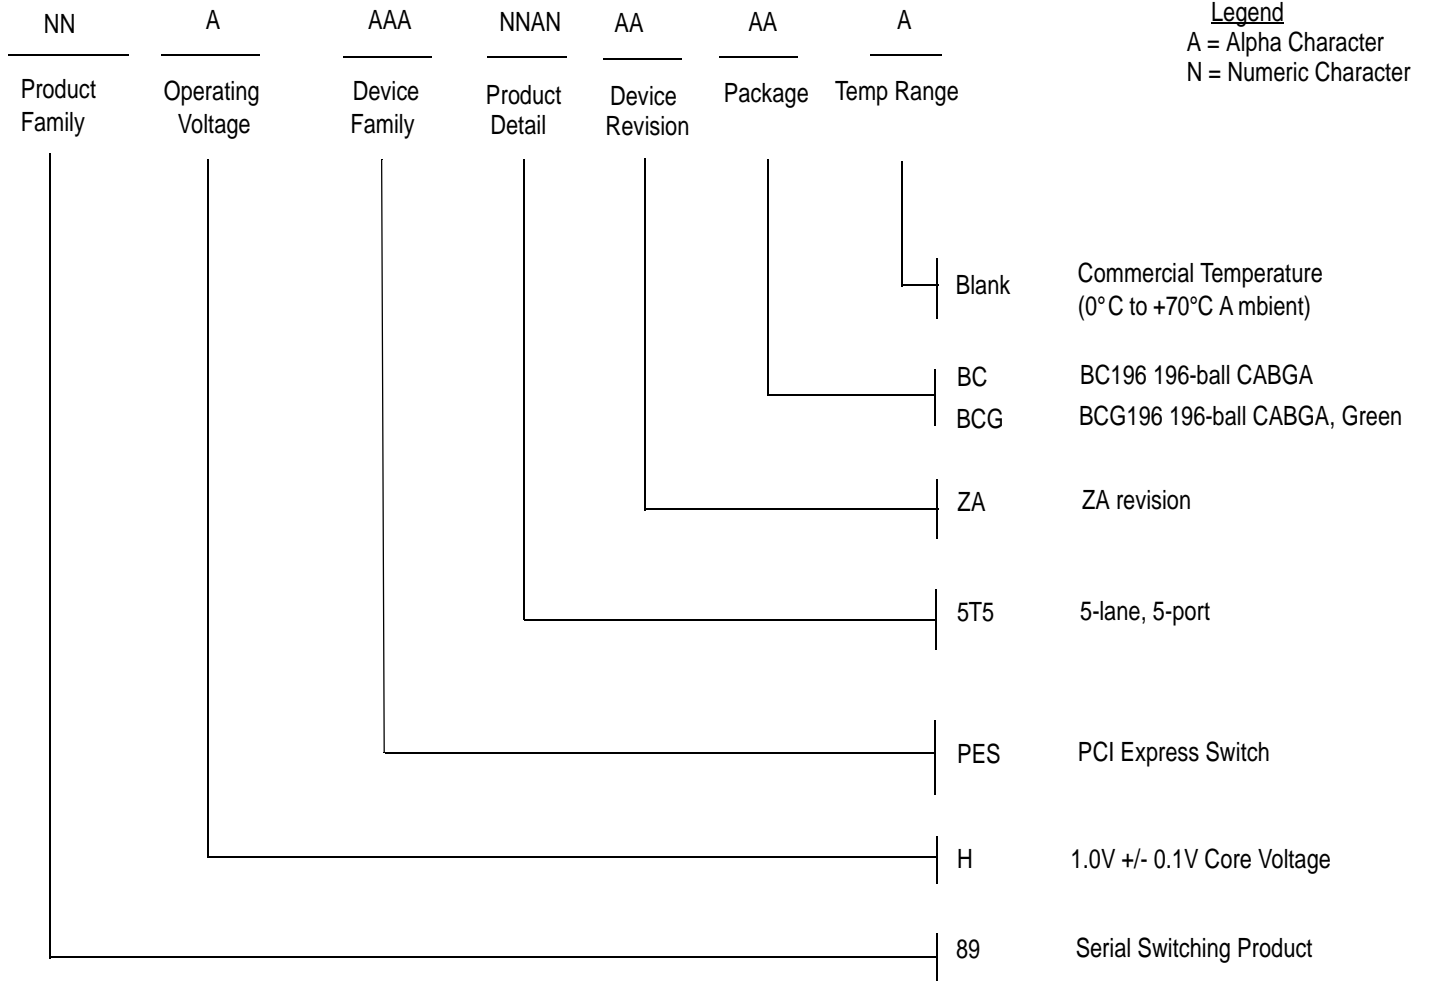 NN A AAA NNAN AA AA A
Legend
A = Alpha Character
N = Numeric Character
Product
Family
Operating
Voltage
Device
Family
Product
Detail
Device
Revision
Package
Temp Range
Blank Commercial Temperature
(0°C to +70°C A mbient)
BC BC196 196-ball CABGA
BCG BCG196 196-ball CABGA, Green
ZA ZA revision
5T5 5-lane, 5-port
PES PCI Express Switch
H 1.0V +/- 0.1V Core Voltage
89 Serial Switching Product